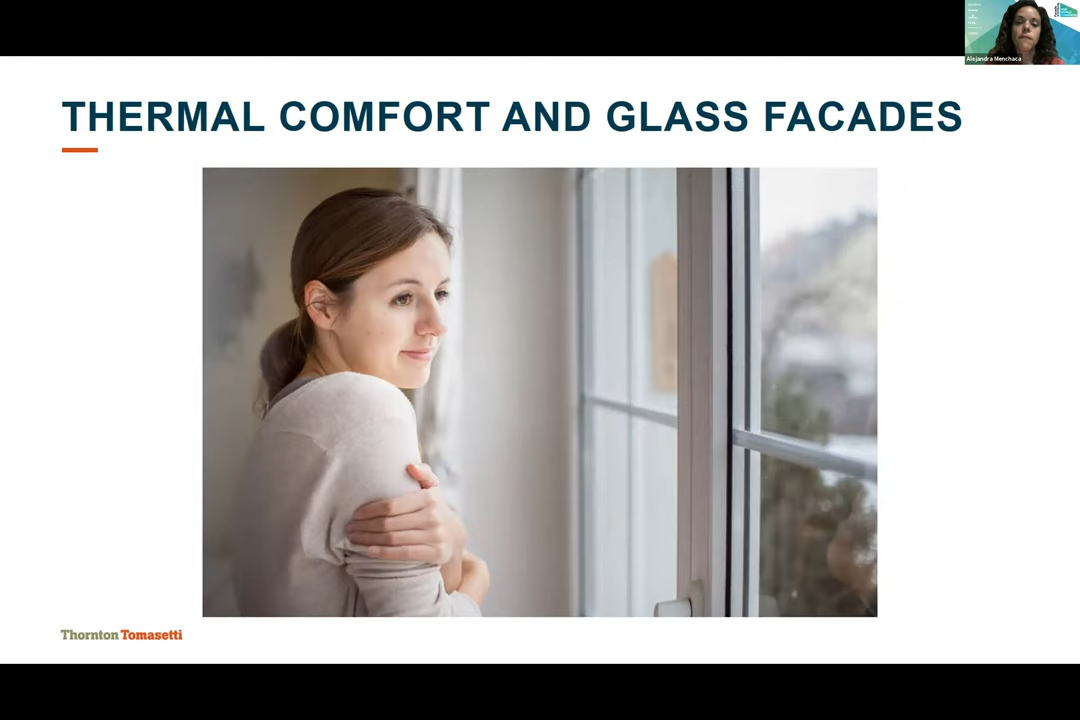 Alejandra Menchaca
THERMAL COMFORT AND GLASS FACADES
Thornton Tomasetti